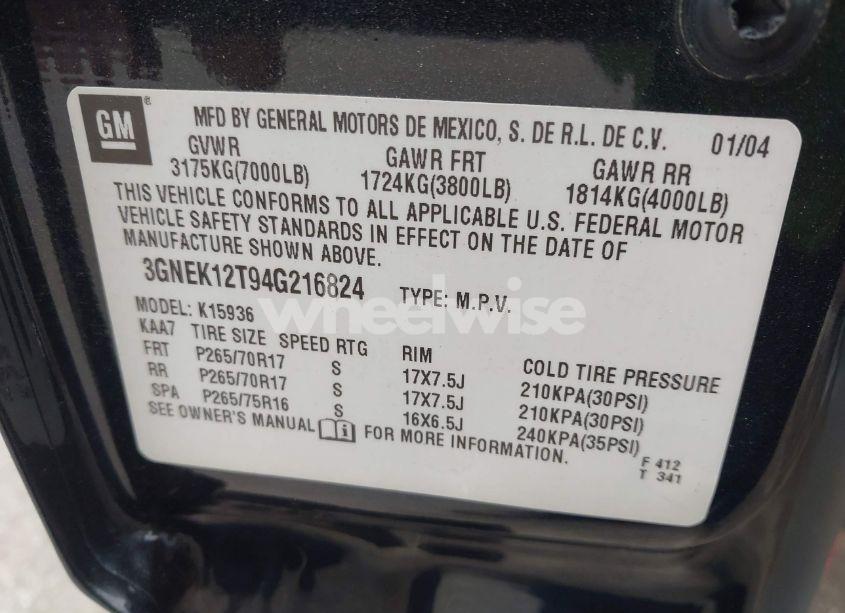 GM ®
MFD BY GENERAL MOTORS DE MEXICO, S. DE R.L. DE C.V. 01/04
GVWR GAWR FRT GAWR RR
3175KG(7000LB) 1724KG(3800LB) 1814KG(4000LB)
THIS VEHICLE CONFORMS TO ALL APPLICABLE U.S. FEDERAL MOTOR
VEHICLE SAFETY STANDARDS IN EFFECT ON THE DATE OF
MANUFACTURE SHOWN ABOVE.
3GNEK12T94G216824 TYPE: M.P.V.
wheelwise
MODEL: K15936
KAA7 TIRE SIZE SPEED RTG RIM COLD TIRE PRESSURE
FRT P265/70R17 S 17X7.5J 210KPA(30PSI)
RR P265/70R17 S 17X7.5J 210KPA(30PSI)
SPA P265/75R16 S 16X6.5J 240KPA(35PSI)
SEE OWNER'S MANUAL FOR MORE INFORMATION.
F 412
T 341